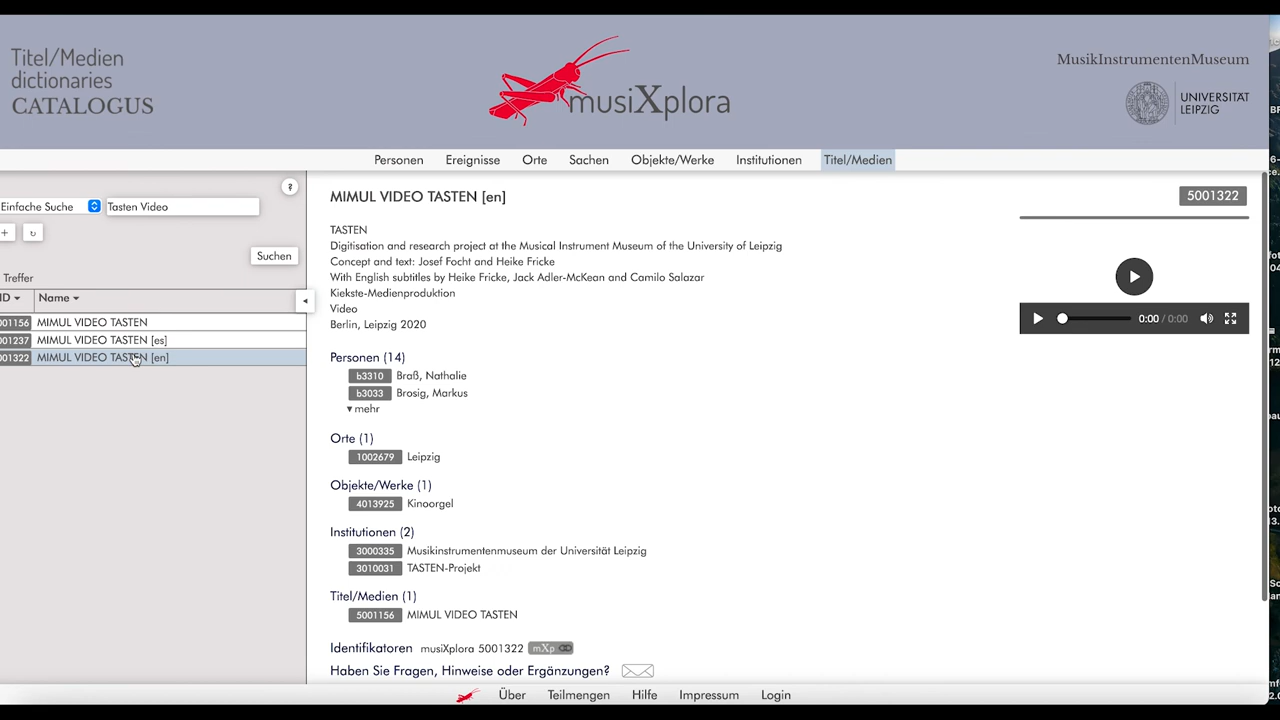 Titel/Medien
dictionaries
CATALOGUS
musiXplora
MusikInstrumentenMuseum
UNIVERSITÄT
LEIPZIG
Personen Ereignisse Orte Sachen Objekte/Werke Institutionen Titel/Medien
?
Einfache Suche Tasten Video
+
Suchen
Treffer
ID Name
001156 MIMUL VIDEO TASTEN
001237 MIMUL VIDEO TASTEN [es]
001322 MIMUL VIDEO TASTEN [en]
MIMUL VIDEO TASTEN [en] 5001322
TASTEN
Digitisation and research project at the Musical Instrument Museum of the University of Leipzig
Concept and text: Josef Focht and Heike Fricke
With English subtitles by Heike Fricke, Jack Adler-McKean and Camilo Salazar
Kiekste-Medienproduktion
Video
Berlin, Leipzig 2020
0:00 / 0:00
Personen (14)
b3310 Braß, Nathalie
b3033 Brosig, Markus
▾ mehr
Orte (1)
1002679 Leipzig
Objekte/Werke (1)
4013925 Kinoorgel
Institutionen (2)
3000335 Musikinstrumentenmuseum der Universität Leipzig
3010031 TASTEN-Projekt
Titel/Medien (1)
5001156 MIMUL VIDEO TASTEN
Identifikatoren musiXplora 5001322 mXp
Haben Sie Fragen, Hinweise oder Ergänzungen?
Über Teilmengen Hilfe Impressum Login